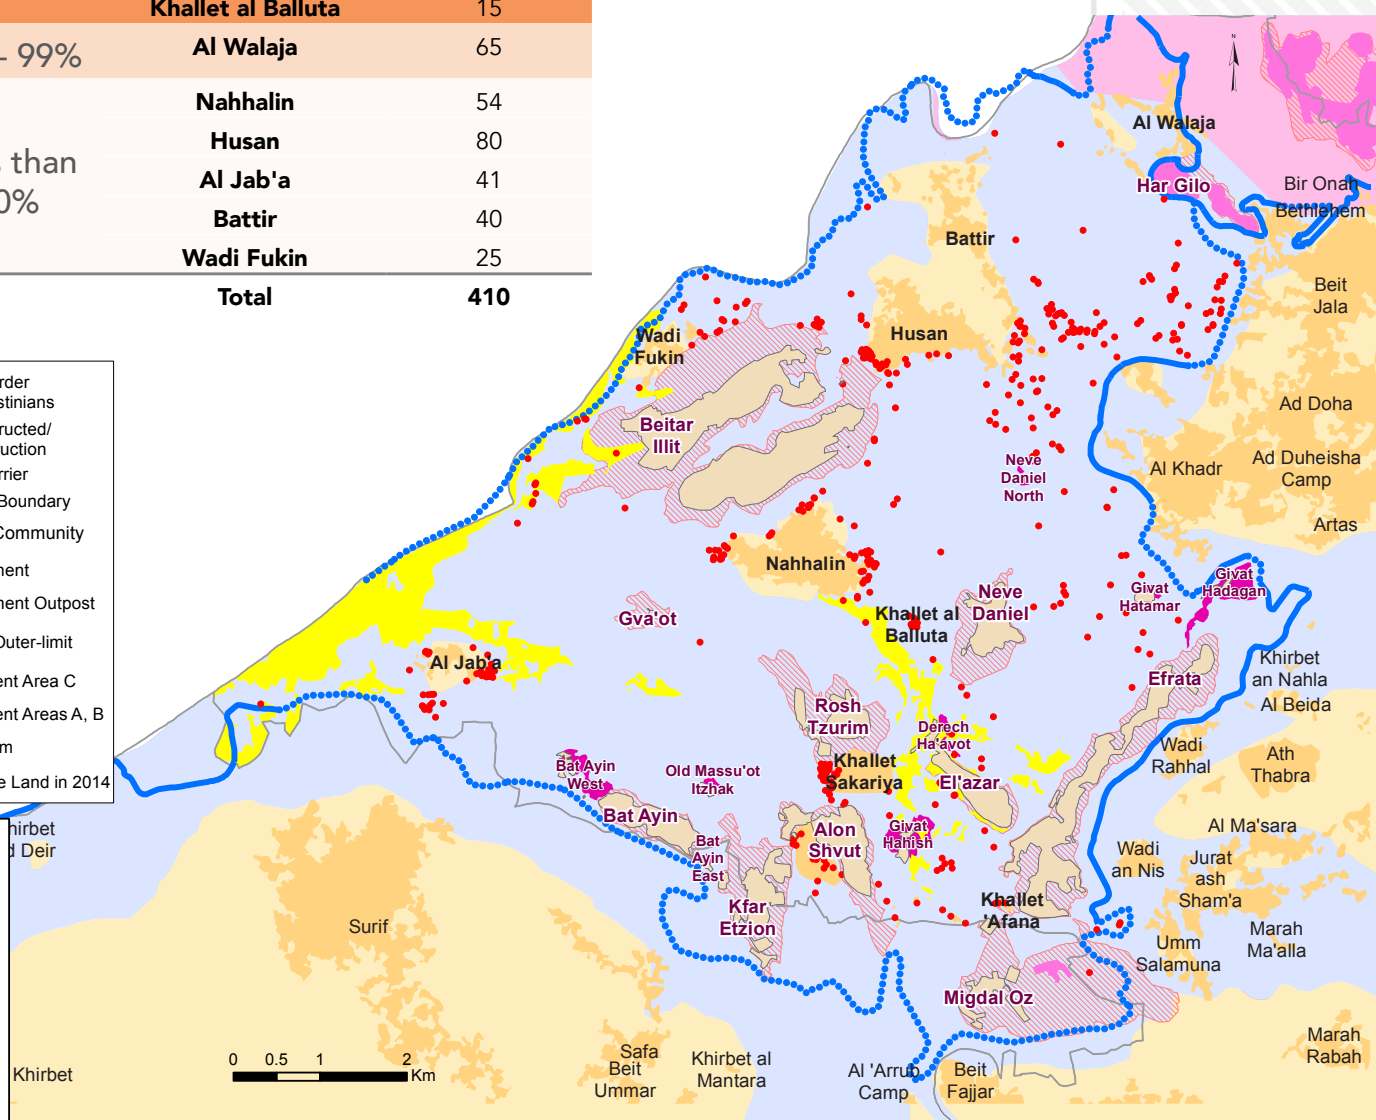 Khallet al Balluta 15
- 99% Al Walaja 65
Nahhalin 54
Husan 80
than
Al Jab'a 41
0%
Battir 40
Wadi Fukin 25
Total 410
N
Al Walaja
Har Gilo
Bir Onah
Bethlehem
Battir
Beit
Jala
Wadi
Fukin
Husan
Beitar
Illit
Ad Doha
Neve
Daniel
North
Al Khadr
Ad Duheisha
Camp
Artas
Nahhalin
Gva'ot
Khallet al
Balluta
Neve
Daniel
Givat
Hatamar
Givat
Hadagan
Al Jab'a
Efrata
Khirbet
an Nahla
Al Beida
Rosh
Tzurim
Derech
Ha'avot
Wadi
Rahhal
Ath
Thabra
Bat Ayin
West
Old Massu'ot
Itzhak
Khallet
Sakariya
El'azar
Bat Ayin
Alon
Shvut
Givat
Hahish
Al Ma'sara
Bat
Ayin
East
Wadi
an Nis
Jurat
ash
Sham'a
Kfar
Etzion
Khallet
'Afana
Surif
Umm
Salamuna
Marah
Ma'alla
Migdal Oz
Marah
Rabah
Safa
Beit
Ummar
Khirbet al
Mantara
Al 'Arrub
Camp
Beit
Fajjar
0 0.5 1 2
Km
rder
stinians
ructed/
uction
rrier
Boundary
Community
ment
ment Outpost
Outer-limit
ent Area C
ent Areas A, B
m
e Land in 2014
hirbet
d Deir
Khirbet